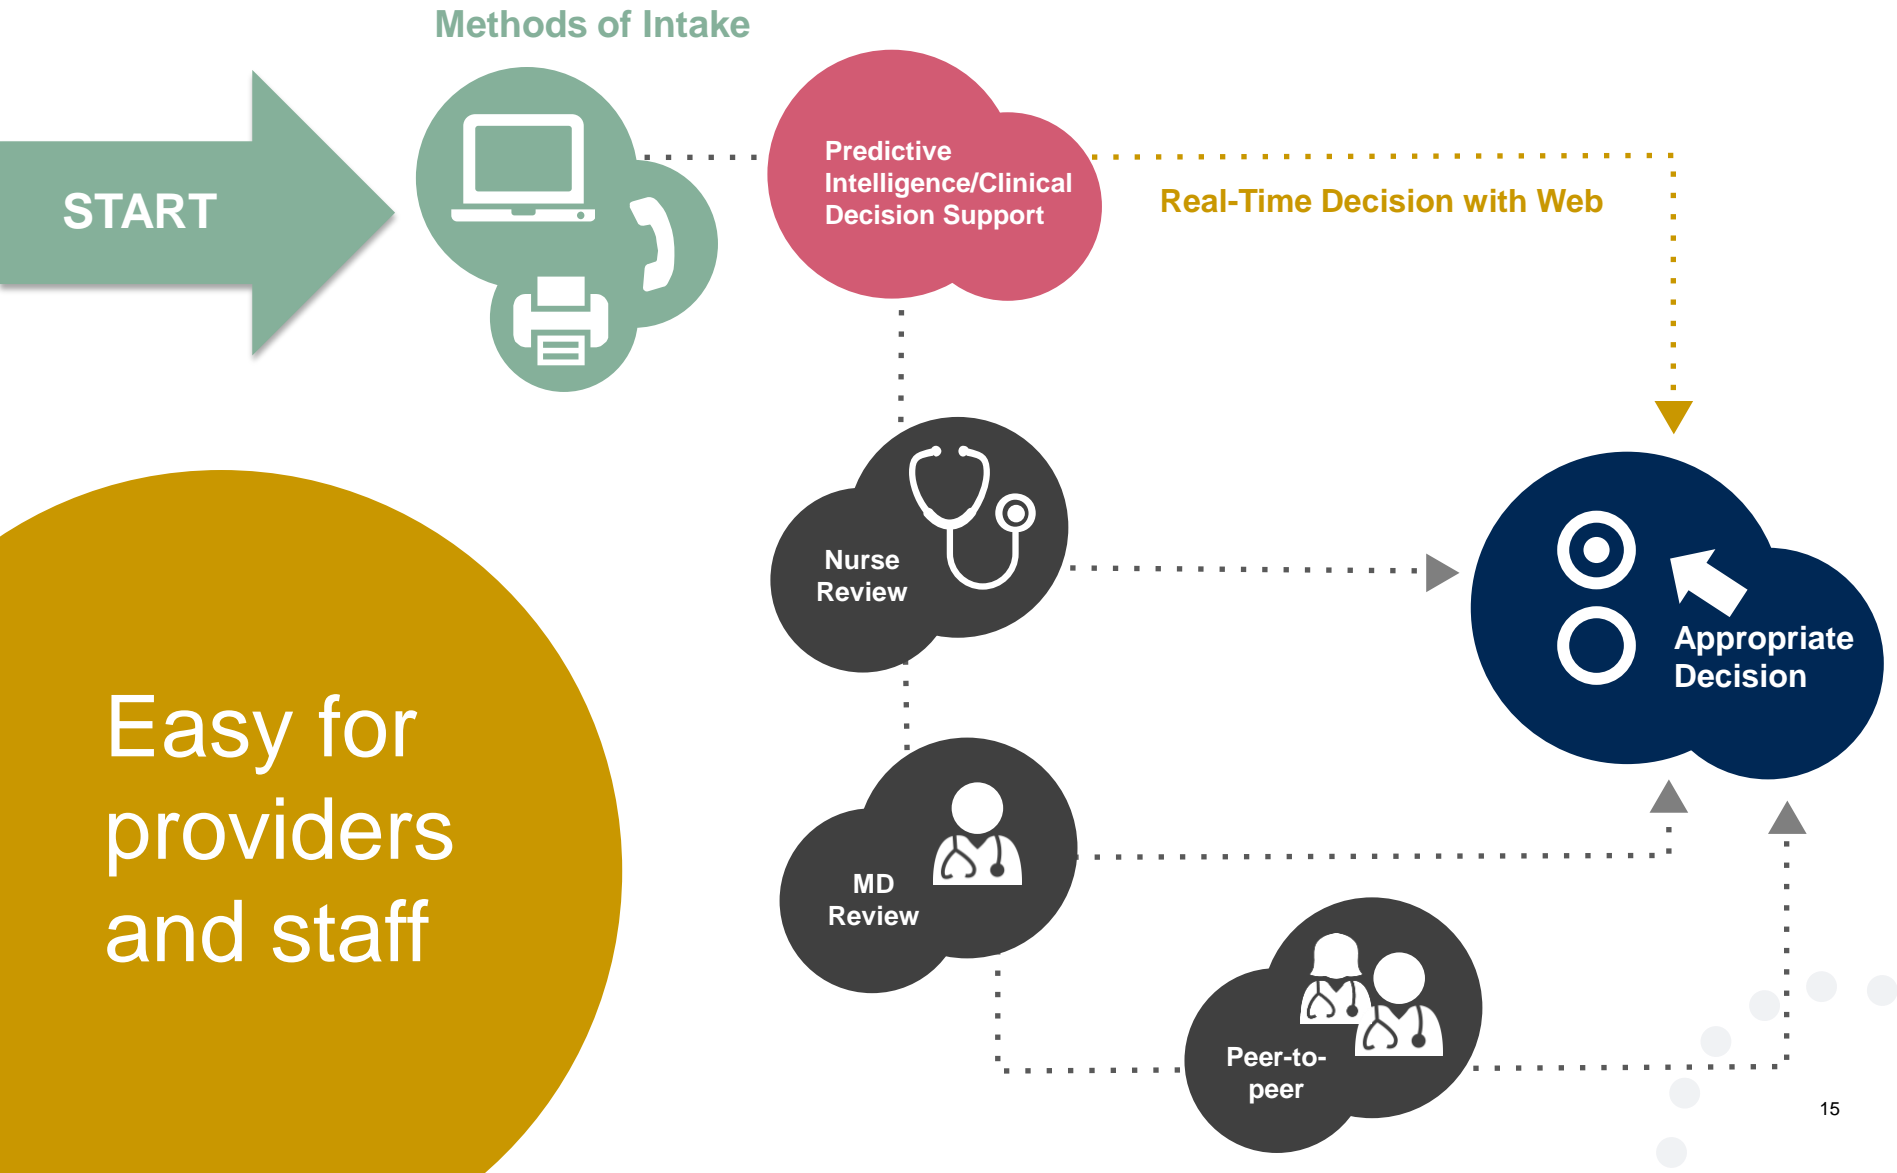 Methods of Intake
START
Predictive
Intelligence/Clinical
Decision Support
Real-Time Decision with Web
Nurse
Review
Appropriate
Decision
Easy for
providers
and staff
MD
Review
Peer-to-
peer
15